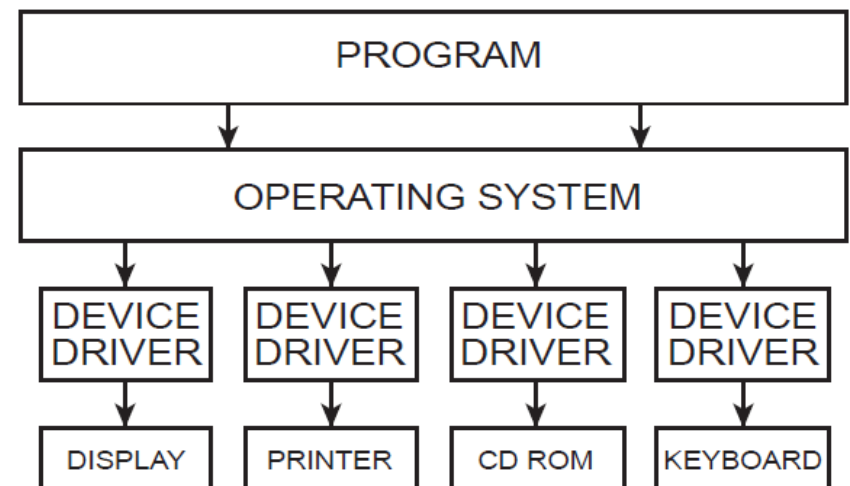 PROGRAM
OPERATING SYSTEM
DEVICE DRIVER
DEVICE DRIVER
DEVICE DRIVER
DEVICE DRIVER
DISPLAY
PRINTER
CD ROM
KEYBOARD